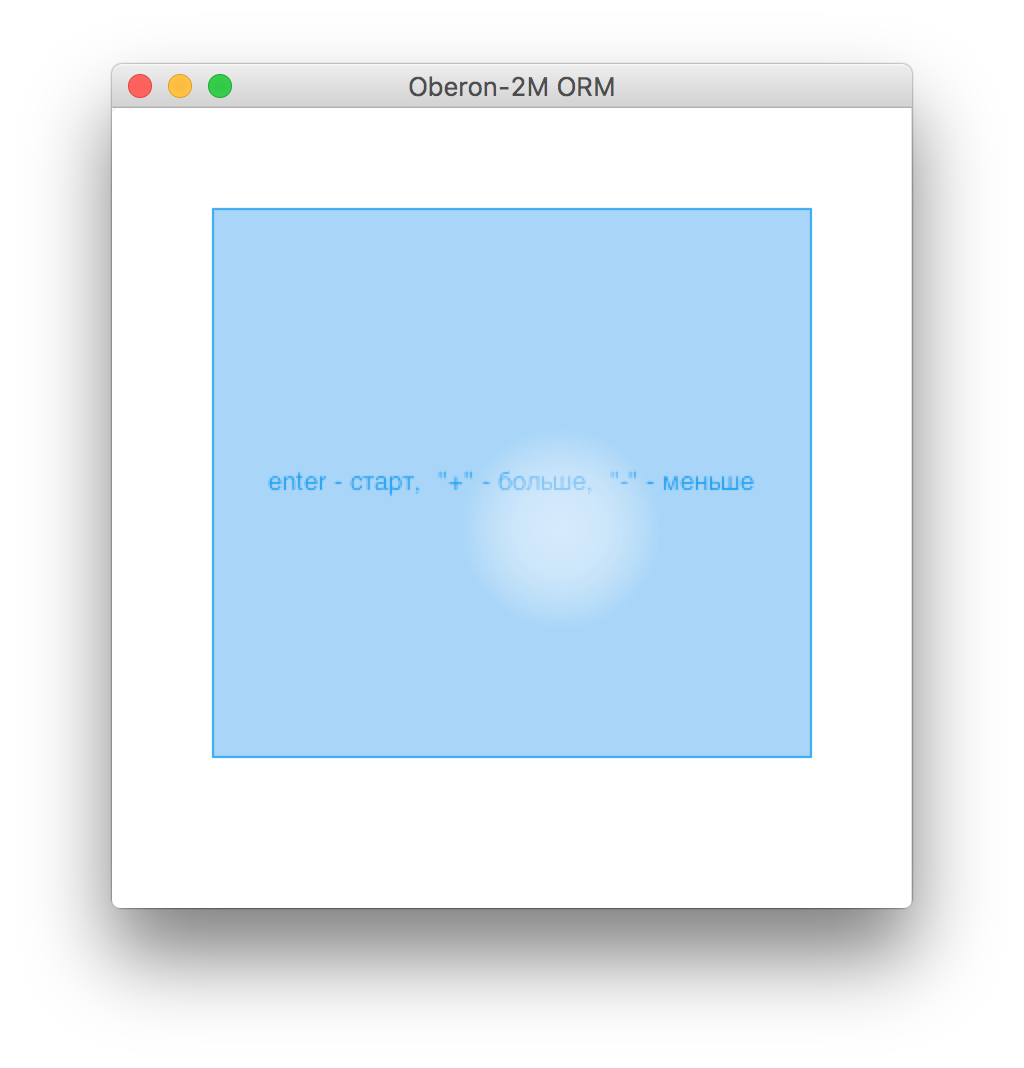 Oberon-2M ORM
enter - старт,  "+" - больше,  "-" - меньше